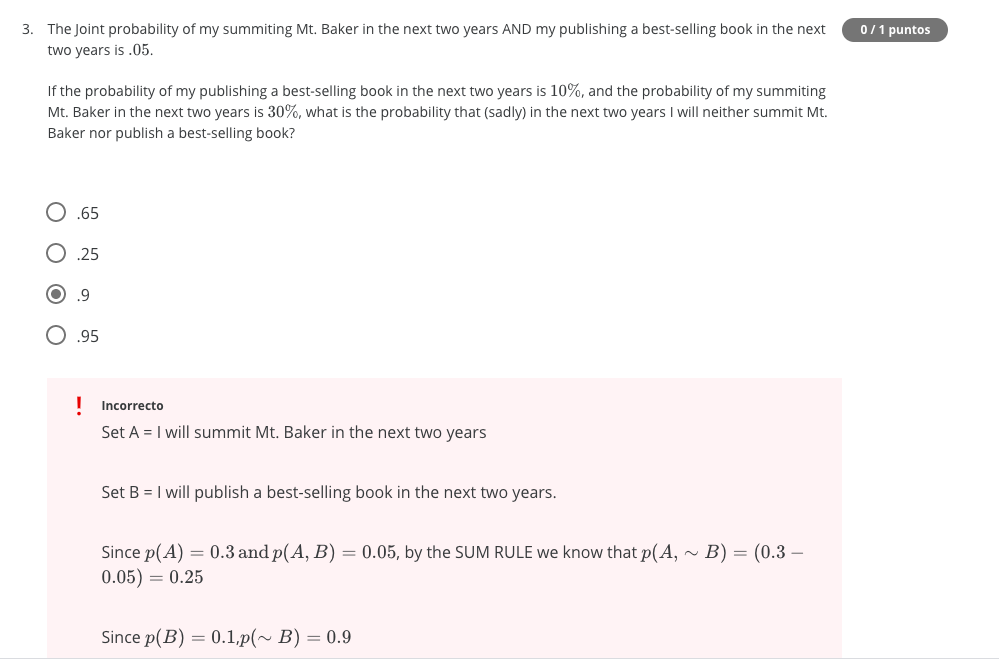 3. The Joint probability of my summiting Mt. Baker in the next two years AND my publishing a best-selling book in the next
0 / 1 puntos
two years is .05.
If the probability of my publishing a best-selling book in the next two years is 10%, and the probability of my summiting
Mt. Baker in the next two years is 30%, what is the probability that (sadly) in the next two years I will neither summit Mt.
Baker nor publish a best-selling book?
.65
.25
.9
.95
! Incorrecto
Set A = I will summit Mt. Baker in the next two years
Set B = I will publish a best-selling book in the next two years.
Since p(A) = 0.3 and p(A, B) = 0.05, by the SUM RULE we know that p(A, ∼ B) = (0.3 −
0.05) = 0.25
Since p(B) = 0.1,p(∼ B) = 0.9